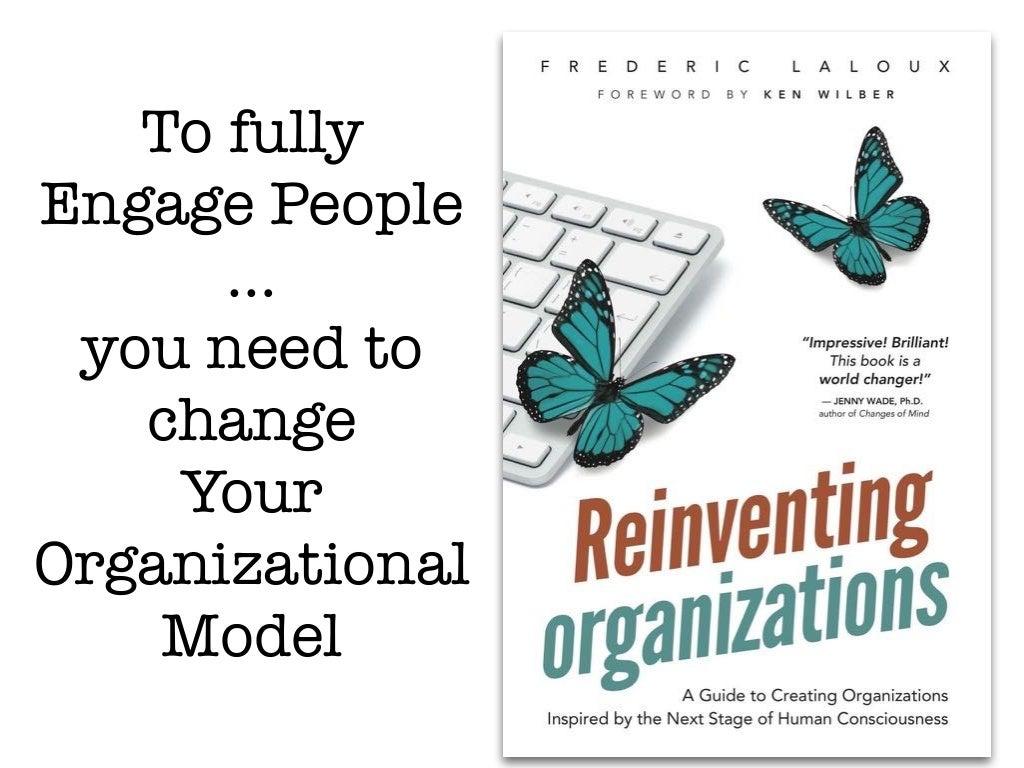 To fully
Engage People
...
you need to
change
Your
Organizational
Model
FREDERIC LALOUX
FOREWORD BY KEN WILBER
“Impressive! Brilliant!
This book is a
world changer!”
— JENNY WADE, Ph.D.
author of Changes of Mind
Reinventing
organizations
A Guide to Creating Organizations
Inspired by the Next Stage of Human Consciousness